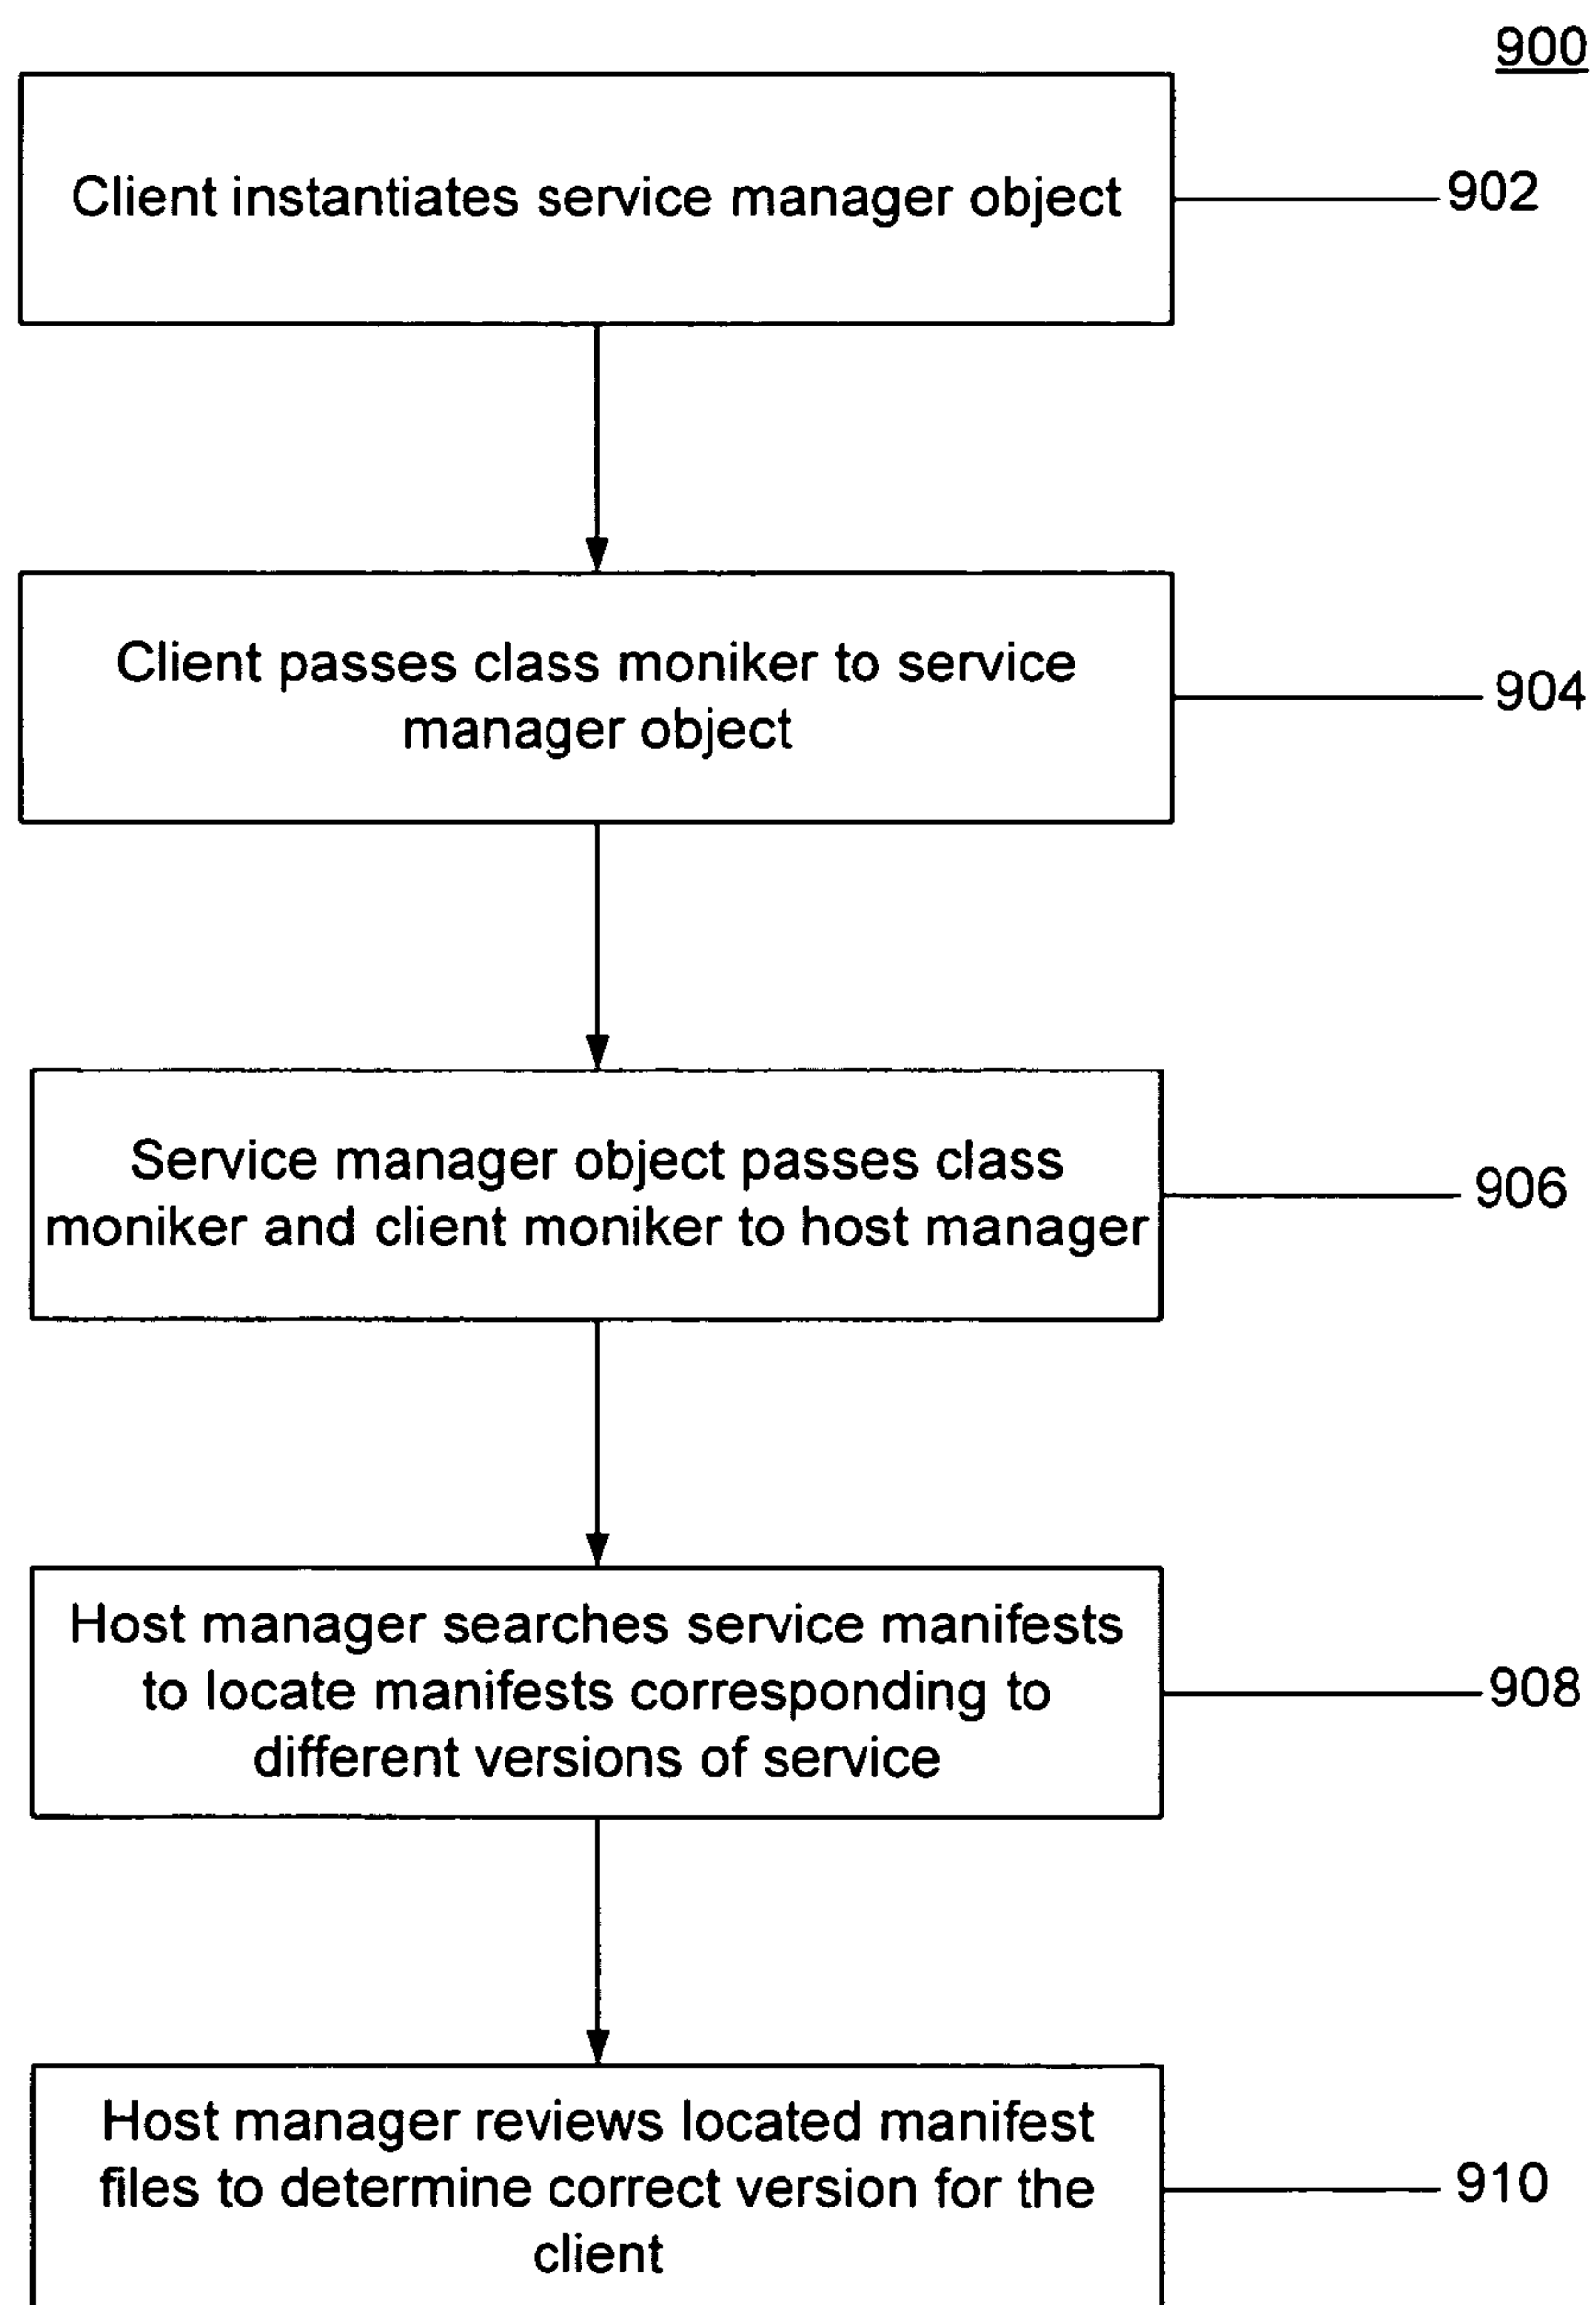 900
Client instantiates service manager object
902
Client passes class moniker to service
manager object
904
Service manager object passes class
moniker and client moniker to host manager
906
Host manager searches service manifests
to locate manifests corresponding to
different versions of service
908
Host manager reviews located manifest
files to determine correct version for the
client
910